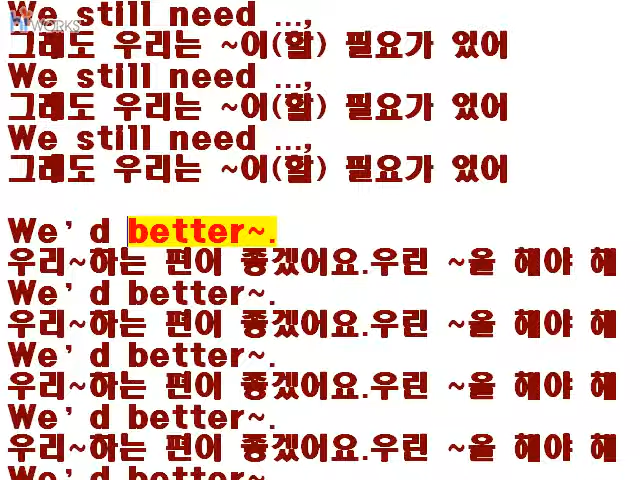 We still need ...,
그래도 우리는 ~이(할) 필요가 있어
We still need ...,
그래도 우리는 ~이(할) 필요가 있어
We still need ...,
그래도 우리는 ~이(할) 필요가 있어
We’d better~.
우리~하는 편이 좋겠어요.우린 ~을 해야 해
We’d better~.
우리~하는 편이 좋겠어요.우린 ~을 해야 해
We’d better~.
우리~하는 편이 좋겠어요.우린 ~을 해야 해
We’d better~.
우리~하는 편이 좋겠어요.우린 ~을 해야 해
We’d better~.